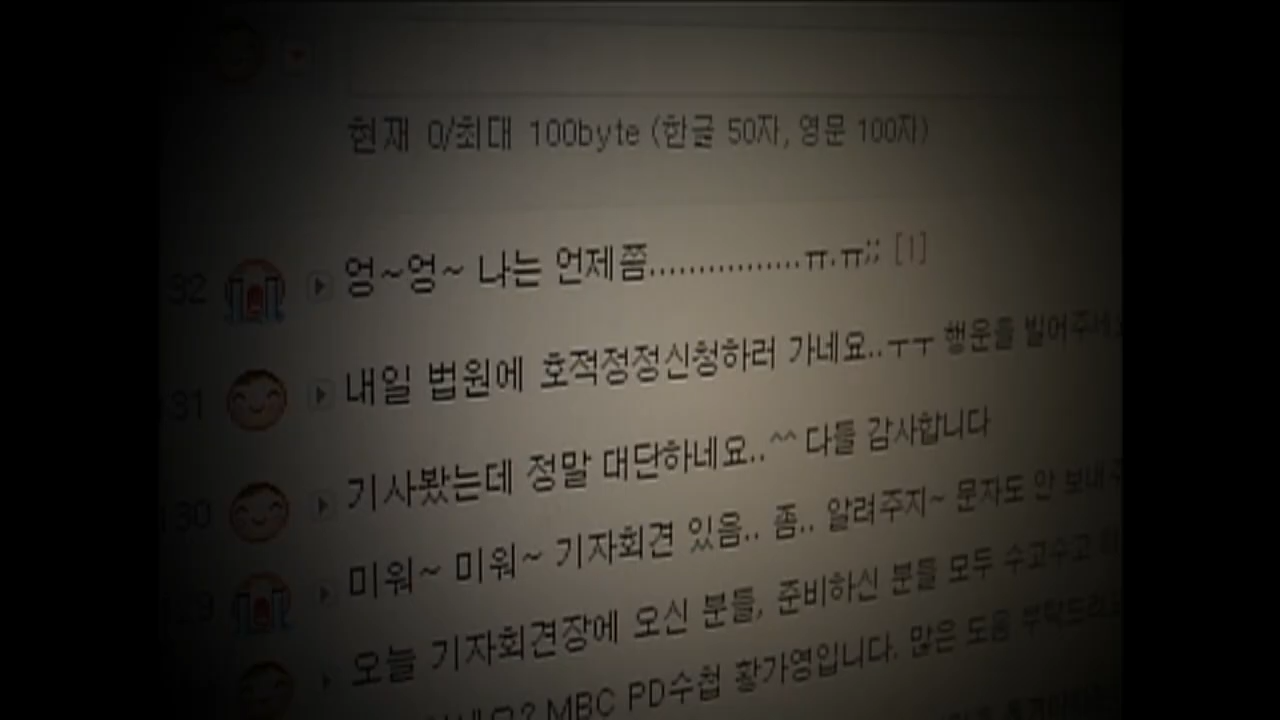 현재 0/최대 100byte (한글 50자, 영문 100자)
32 엉~엉~ 나는 언제쯤................ㅠ.ㅠ;; [1]
31 내일 법원에 호적정정신청하러 가네요..ㅜㅜ 행운을 빌어주세요
30 기사봤는데 정말 대단하네요..^^ 다들 감사합니다
미워~ 미워~ 기자회견 있음.. 좀.. 알려주지~ 문자도 안 보내주
오늘 기자회견장에 오신 분들, 준비하신 분들 모두 수고수고
MBC PD수첩 황가영입니다. 많은 도움